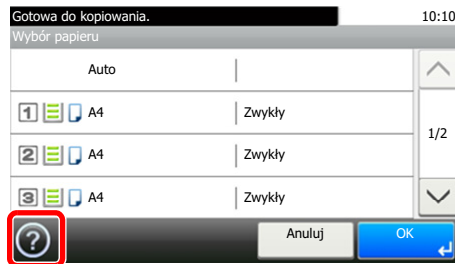 Gotowa do kopiowania. 10:10
Wybór papieru
Auto
1 A4 Zwykły
1/2
2 A4 Zwykły
3 A4 Zwykły
? Anuluj OK